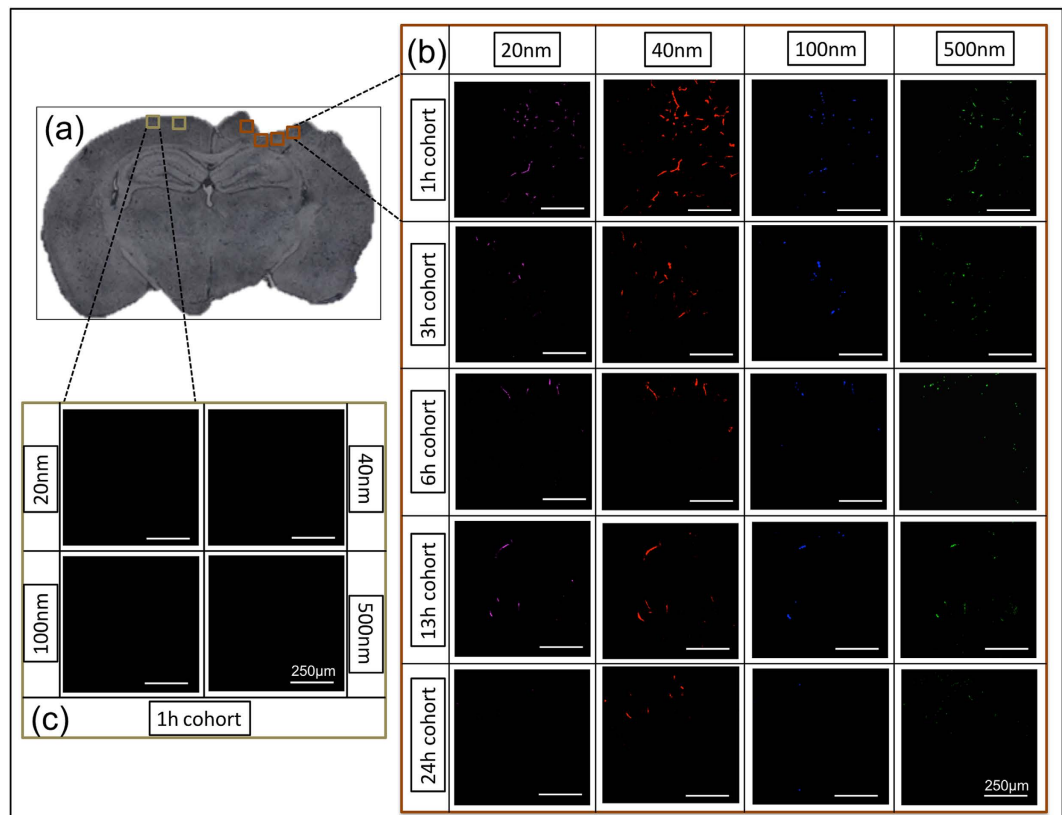 (a)
(b)
20nm
40nm
100nm
500nm
1h cohort
3h cohort
6h cohort
13h cohort
24h cohort
250µm
20nm
40nm
100nm
500nm
250µm
(c)
1h cohort